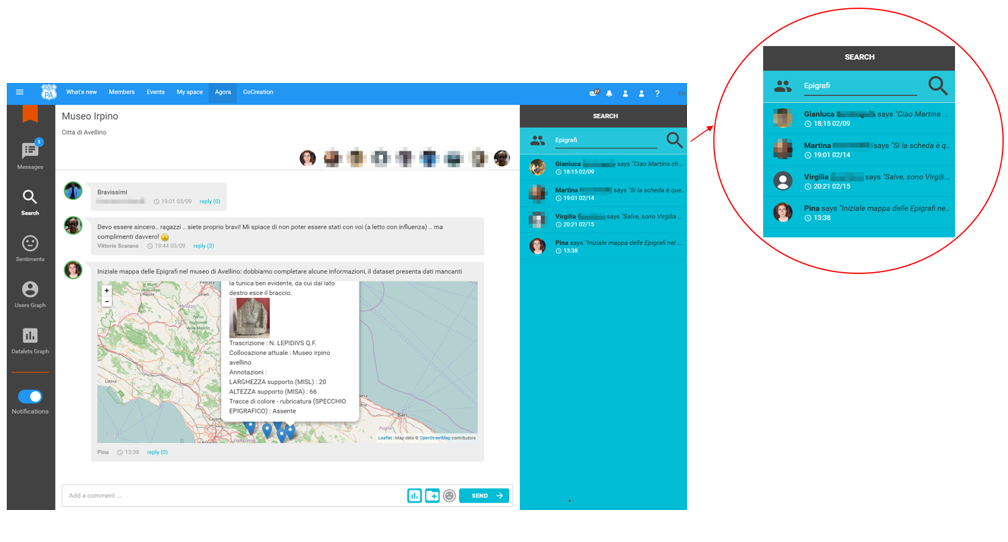 What's new Members Events My space Agora CoCreation
27 ? EN
PA
Museo Irpino
Città di Avellino
1
Messages
Search
Sentiments
Users Graph
Datalets Graph
Notifications
Bravissimi
19:01 03/09 reply (0)
Devo essere sincero.. ragazzi .. siete proprio bravi! Mi spiace di non poter essere stati con voi (a letto con influenza) .. ma
complimenti davvero!
Vittorio Scarano 19:44 03/09 reply (3)
Iniziale mappa delle Epigrafi nel museo di Avellino: dobbiamo completare alcune informazioni, il dataset presenta dati mancanti
+
−
la tunica ben evidente, da cui dal lato
destro esce il braccio.
Trascrizione : N. LEPIDIVS Q.F.
Collocazione attuale : Museo irpino
avellino
Annotazioni :
LARGHEZZA supporto (MISL) : 20
ALTEZZA supporto (MISA) : 66
Tracce di colore - rubricatura (SPECCHIO
EPIGRAFICO) : Assente
Leaflet | Map data © OpenStreetMap contributors
Pina 13:38 reply (0)
Add a comment ...
SEND
SEARCH
Epigrafi
Gianluca says "Ciao Martina ch...
18:15 02/09
Martina says "Si la scheda è que...
19:01 02/14
Virgilia says "Salve, sono Virgili...
20:21 02/15
Pina says "Iniziale mappa delle Epigrafi nel ...
13:38
SEARCH
Epigrafi
Gianluca says "Ciao Martina ...
18:15 02/09
Martina says "Si la scheda è q...
19:01 02/14
Virgilia says "Salve, sono Virgili...
20:21 02/15
Pina says "Iniziale mappa delle Epigrafi ne...
13:38